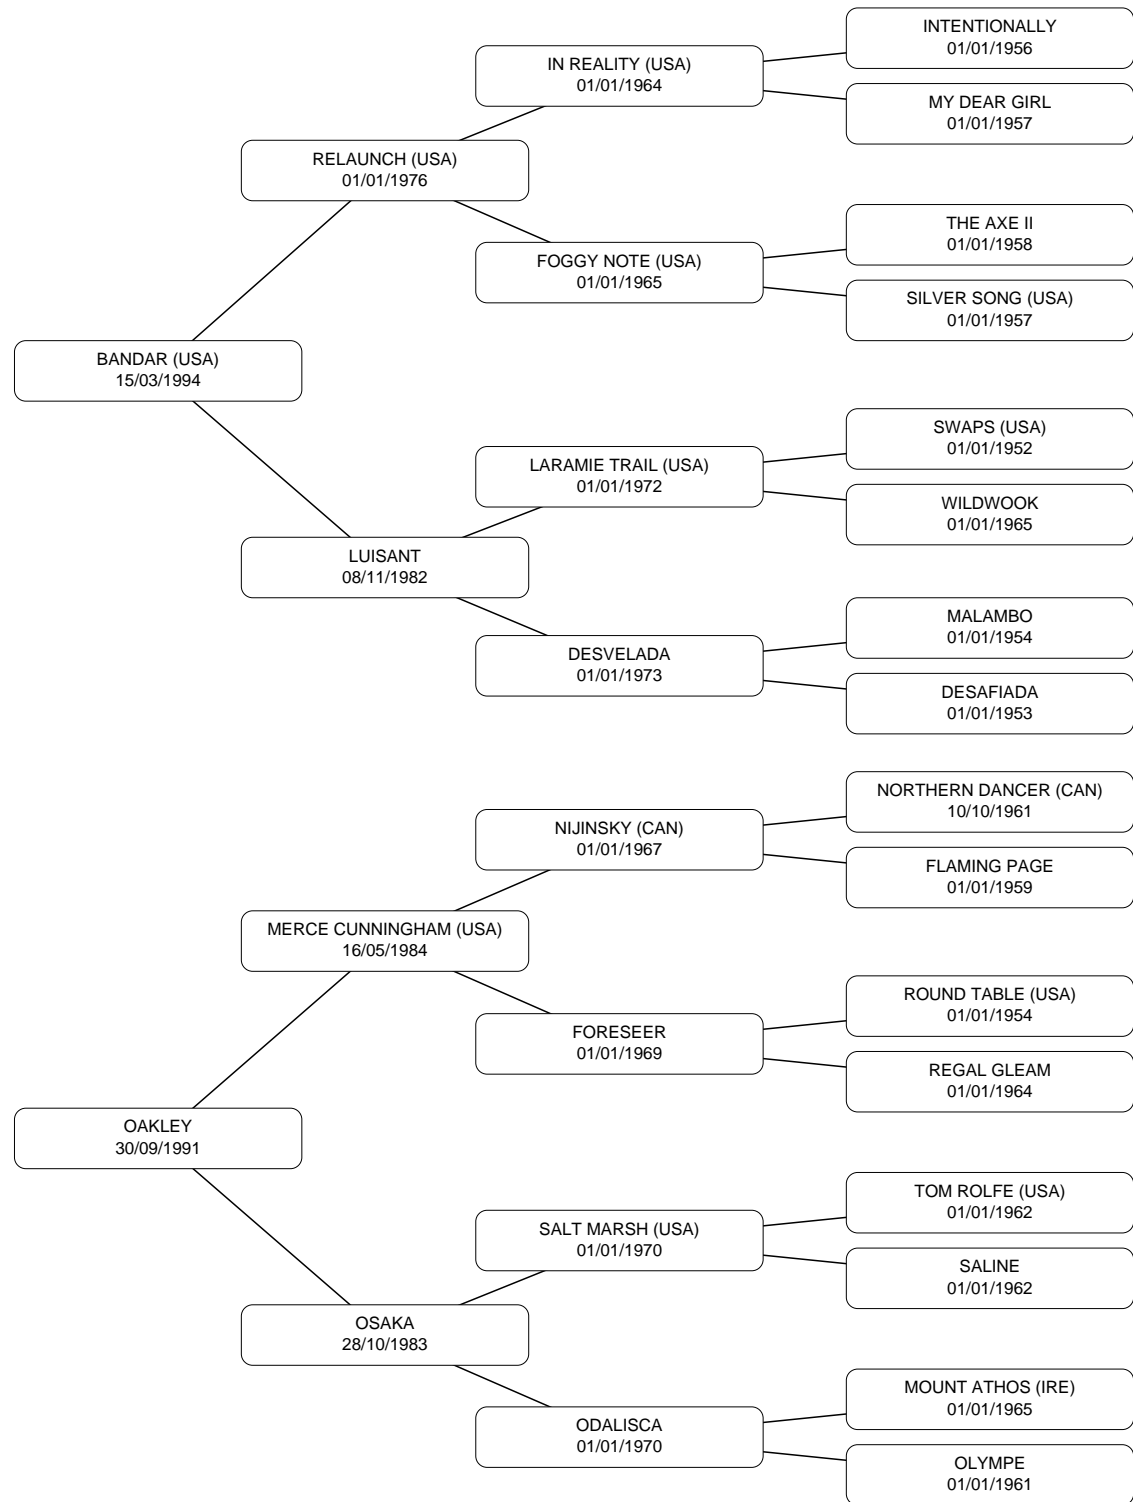 INTENTIONALLY
01/01/1956
IN REALITY (USA)
01/01/1964
MY DEAR GIRL
01/01/1957
RELAUNCH (USA)
01/01/1976
THE AXE II
01/01/1958
FOGGY NOTE (USA)
01/01/1965
SILVER SONG (USA)
01/01/1957
BANDAR (USA)
15/03/1994
SWAPS (USA)
01/01/1952
LARAMIE TRAIL (USA)
01/01/1972
WILDWOOK
01/01/1965
LUISANT
08/11/1982
MALAMBO
01/01/1954
DESVELADA
01/01/1973
DESAFIADA
01/01/1953
NORTHERN DANCER (CAN)
10/10/1961
NIJINSKY (CAN)
01/01/1967
FLAMING PAGE
01/01/1959
MERCE CUNNINGHAM (USA)
16/05/1984
ROUND TABLE (USA)
01/01/1954
FORESEER
01/01/1969
REGAL GLEAM
01/01/1964
OAKLEY
30/09/1991
TOM ROLFE (USA)
01/01/1962
SALT MARSH (USA)
01/01/1970
SALINE
01/01/1962
OSAKA
28/10/1983
MOUNT ATHOS (IRE)
01/01/1965
ODALISCA
01/01/1970
OLYMPE
01/01/1961